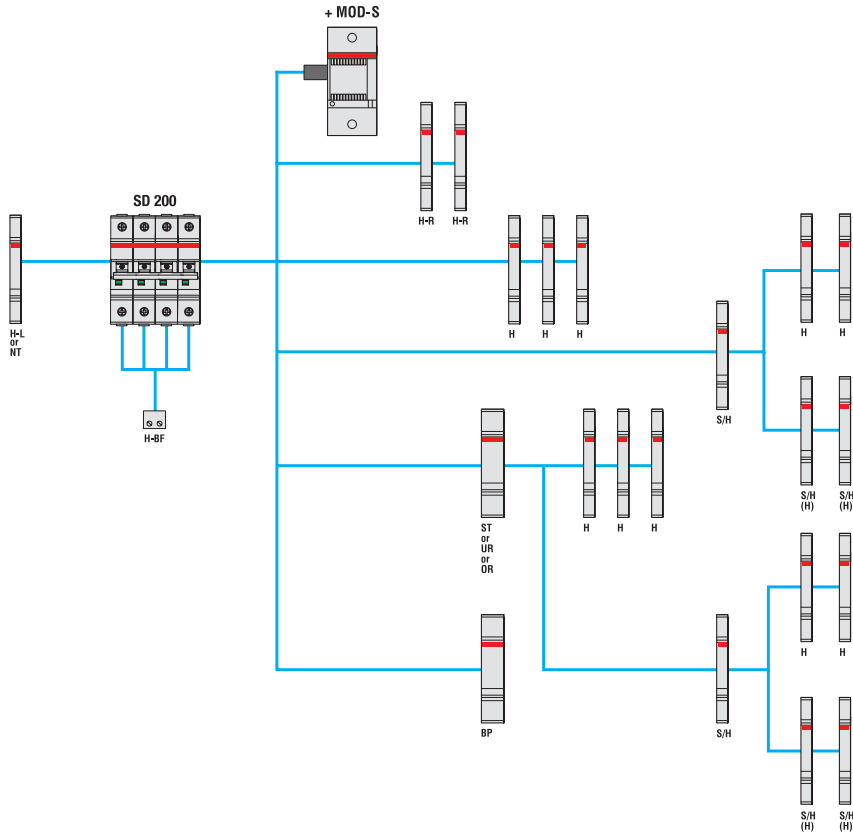 + MOD-S
H-R
H-R
SD 200
H-L
or
NT
H
H
H
H
H
S/H
H-BF
S/H
(H)
S/H
(H)
ST
or
UR
or
OR
H
H
H
H
H
BP
S/H
S/H
(H)
S/H
(H)